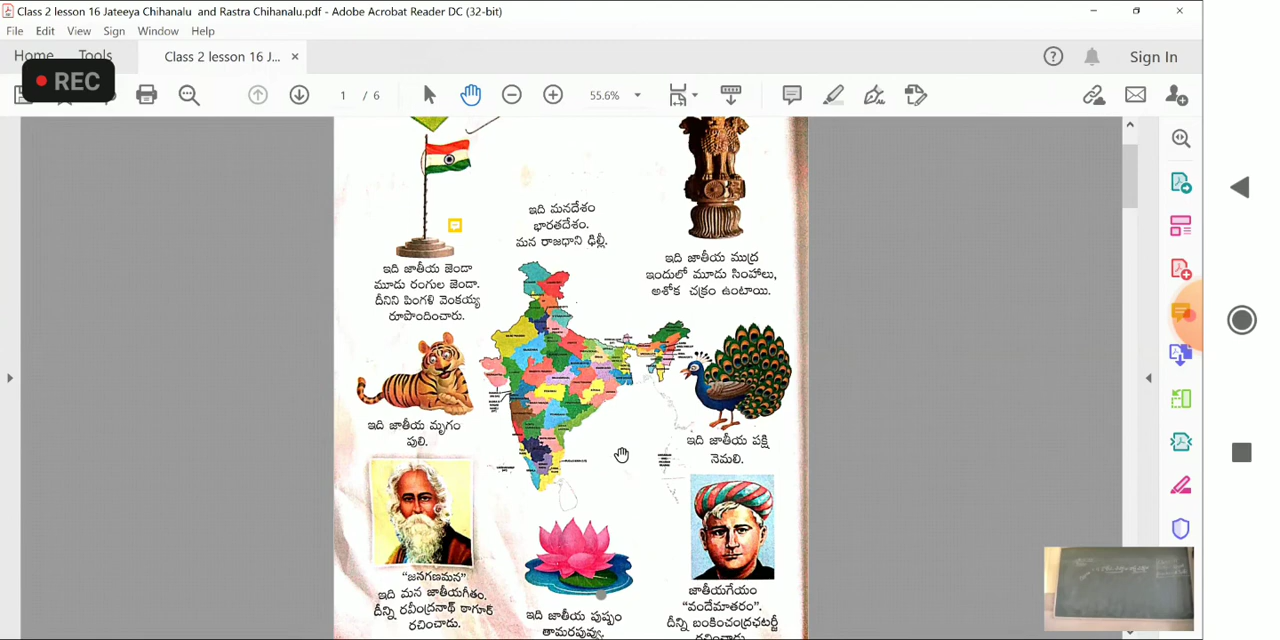 Class 2 lesson 16 Jateeya Chihanalu and Rastra Chihanalu.pdf - Adobe Acrobat Reader DC (32-bit)
File Edit View Sign Window Help
Home Tools Class 2 lesson 16 J... Sign In
REC
1 / 6 55.6%
ఇది మనదేశం
భారతదేశం.
మన రాజధాని ఢిల్లీ.
ఇది జాతీయ జెండా
మూడు రంగుల జెండా.
దీనిని పింగళి వెంకయ్య
రూపొందించారు.
ఇది జాతీయ ముద్ర
ఇందులో మూడు సింహాలు,
అశోక చక్రం ఉంటాయి.
ఇది జాతీయ మృగం
పులి.
ఇది జాతీయ పక్షి
నెమలి.
"జనగణమన"
ఇది మన జాతీయగీతం.
దీన్ని రవీంద్రనాథ్ ఠాగూర్
రచించాడు.
ఇది జాతీయ పుష్పం
తామరపువ్వు.
జాతీయగేయం
"వందేమాతరం".
దీన్ని బంకించంద్రఛటర్జీ
రచించాడు